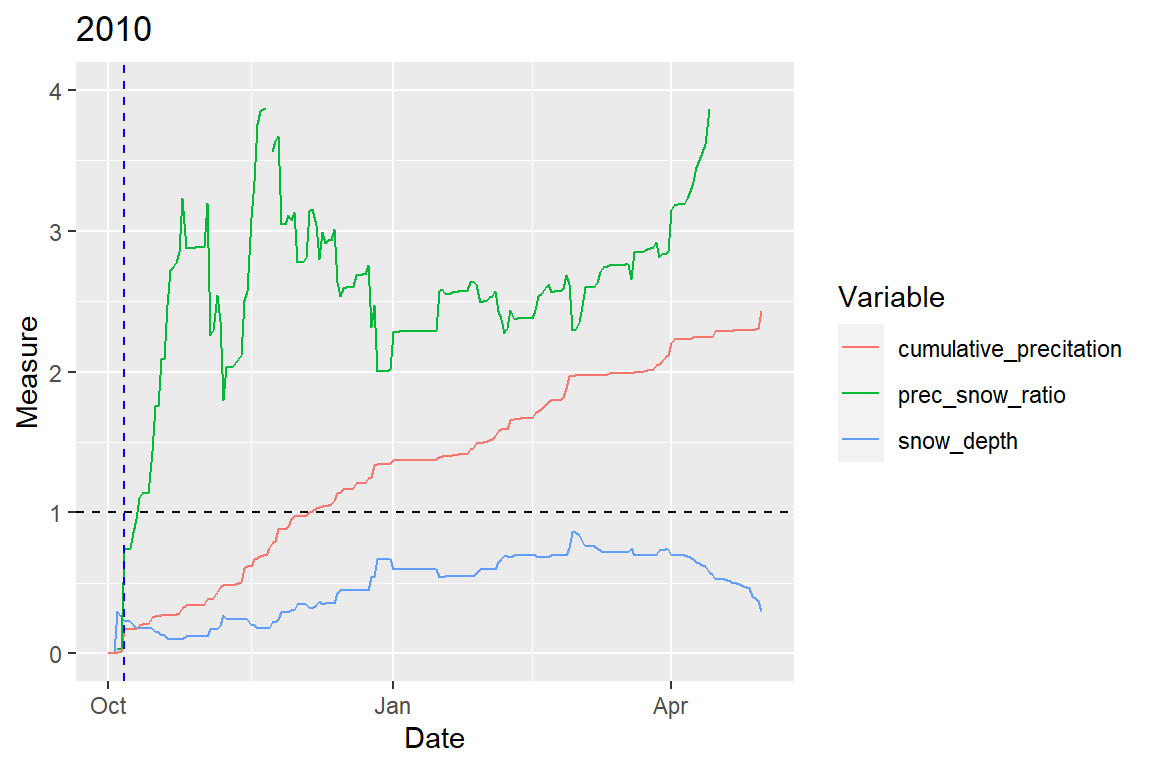 2010
Measure
4
3
2
1
0
Oct
Jan
Apr
Date
Variable
cumulative_precitation
prec_snow_ratio
snow_depth